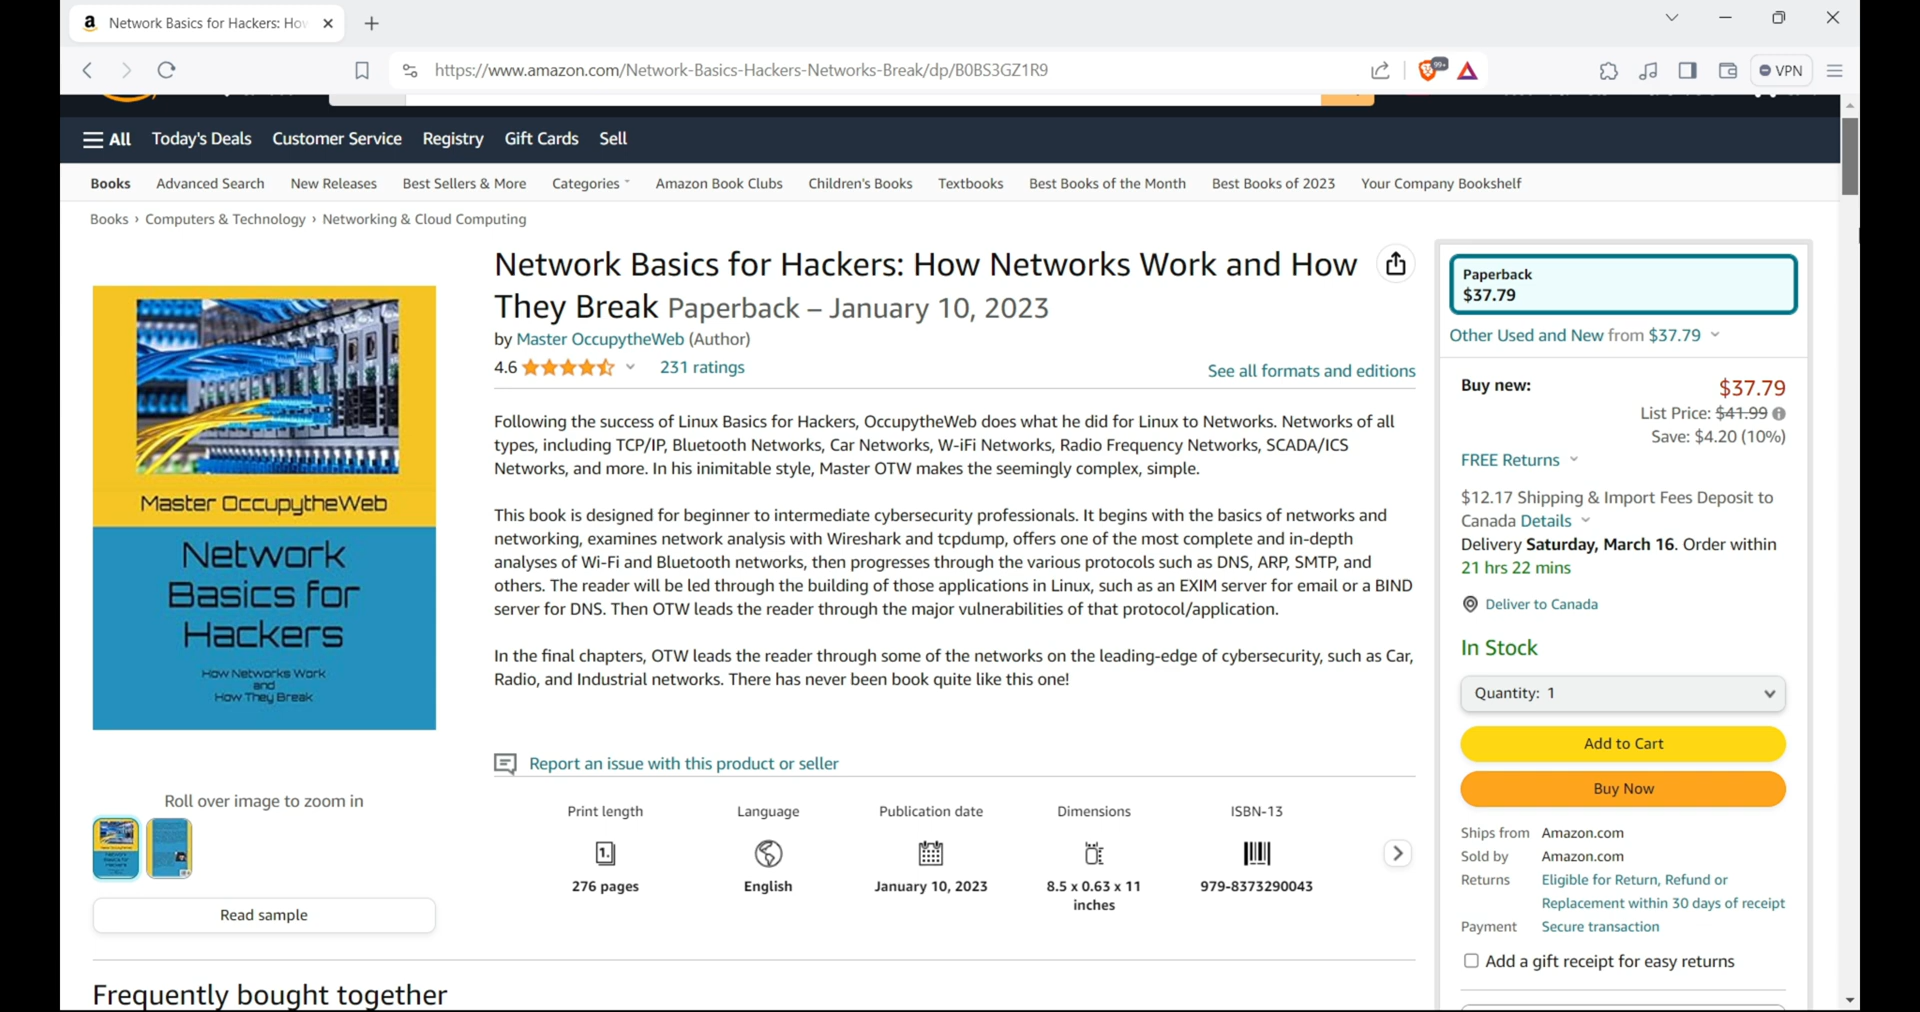 Network Basics for Hackers: How
https://www.amazon.com/Network-Basics-Hackers-Networks-Break/dp/B0BS3GZ1R9
99+
VPN
All Today's Deals Customer Service Registry Gift Cards Sell
Books Advanced Search New Releases Best Sellers & More Categories Amazon Book Clubs Children's Books Textbooks Best Books of the Month Best Books of 2023 Your Company Bookshelf
Books › Computers & Technology › Networking & Cloud Computing
Master OccupytheWeb
Network
Basics for
Hackers
How Networks Work
and
How They Break
Roll over image to zoom in
Read sample
Network Basics for Hackers: How Networks Work and How
They Break Paperback – January 10, 2023
by Master OccupytheWeb (Author)
4.6 231 ratings
See all formats and editions
Following the success of Linux Basics for Hackers, OccupytheWeb does what he did for Linux to Networks. Networks of all
types, including TCP/IP, Bluetooth Networks, Car Networks, W-iFi Networks, Radio Frequency Networks, SCADA/ICS
Networks, and more. In his inimitable style, Master OTW makes the seemingly complex, simple.
This book is designed for beginner to intermediate cybersecurity professionals. It begins with the basics of networks and
networking, examines network analysis with Wireshark and tcpdump, offers one of the most complete and in-depth
analyses of Wi-Fi and Bluetooth networks, then progresses through the various protocols such as DNS, ARP, SMTP, and
others. The reader will be led through the building of those applications in Linux, such as an EXIM server for email or a BIND
server for DNS. Then OTW leads the reader through the major vulnerabilities of that protocol/application.
In the final chapters, OTW leads the reader through some of the networks on the leading-edge of cybersecurity, such as Car,
Radio, and Industrial networks. There has never been book quite like this one!
Report an issue with this product or seller
Print length Language Publication date Dimensions ISBN-13
276 pages English January 10, 2023 8.5 x 0.63 x 11 979-8373290043
inches
Frequently bought together
Paperback
$37.79
Other Used and New from $37.79
Buy new: $37.79
List Price: $41.99
Save: $4.20 (10%)
FREE Returns
$12.17 Shipping & Import Fees Deposit to
Canada Details
Delivery Saturday, March 16. Order within
21 hrs 22 mins
Deliver to Canada
In Stock
Quantity: 1
Add to Cart
Buy Now
Ships from Amazon.com
Sold by Amazon.com
Returns Eligible for Return, Refund or
Replacement within 30 days of receipt
Payment Secure transaction
Add a gift receipt for easy returns